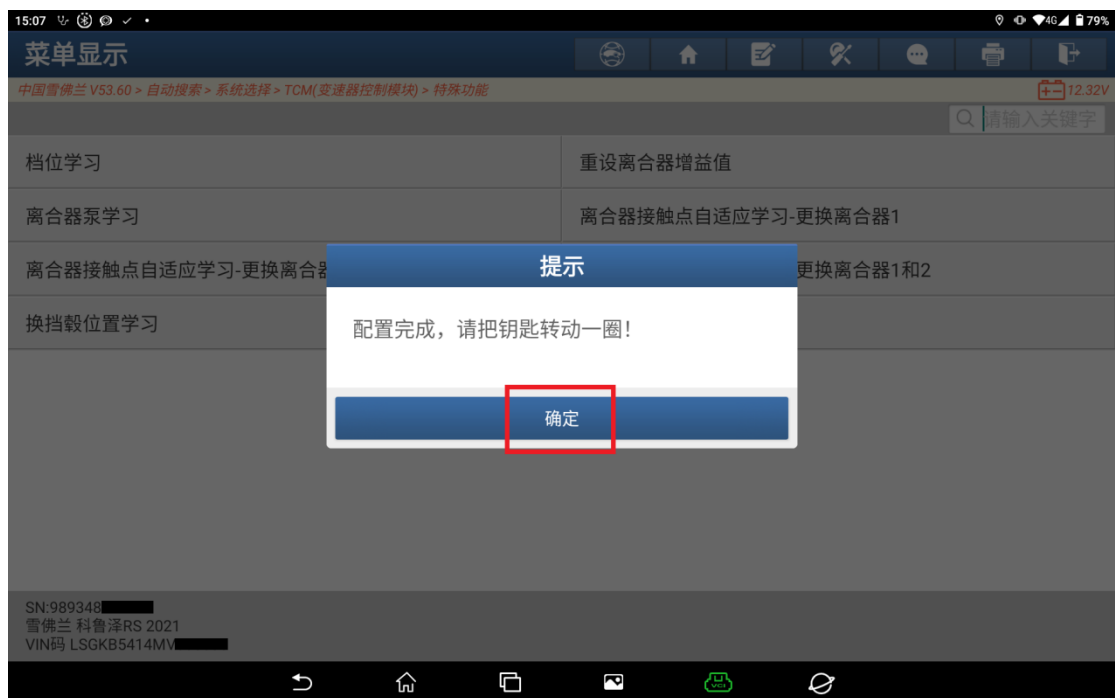 15:07
4G 79%
菜单显示
中国雪佛兰 V53.60 > 自动搜索 > 系统选择 > TCM(变速器控制模块) > 特殊功能
12.32V
请输入关键字
档位学习
重设离合器增益值
离合器泵学习
离合器接触点自适应学习-更换离合器1
离合器接触点自适应学习-更换离合器
更换离合器1和2
换挡毂位置学习
提示
配置完成，请把钥匙转动一圈！
确定
SN:989348
雪佛兰 科鲁泽RS 2021
VIN码 LSGKB5414MV
VCI